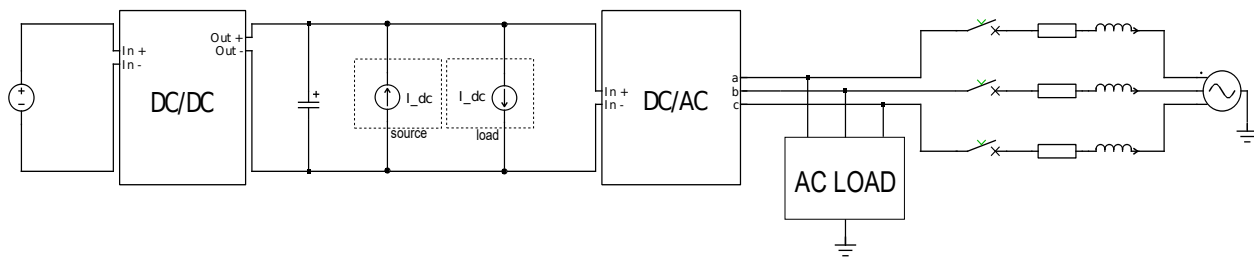 In +
In -
DC/DC
Out +
Out -
I_dc
source
I_dc
load
In +
In -
DC/AC
a
b
c
AC LOAD